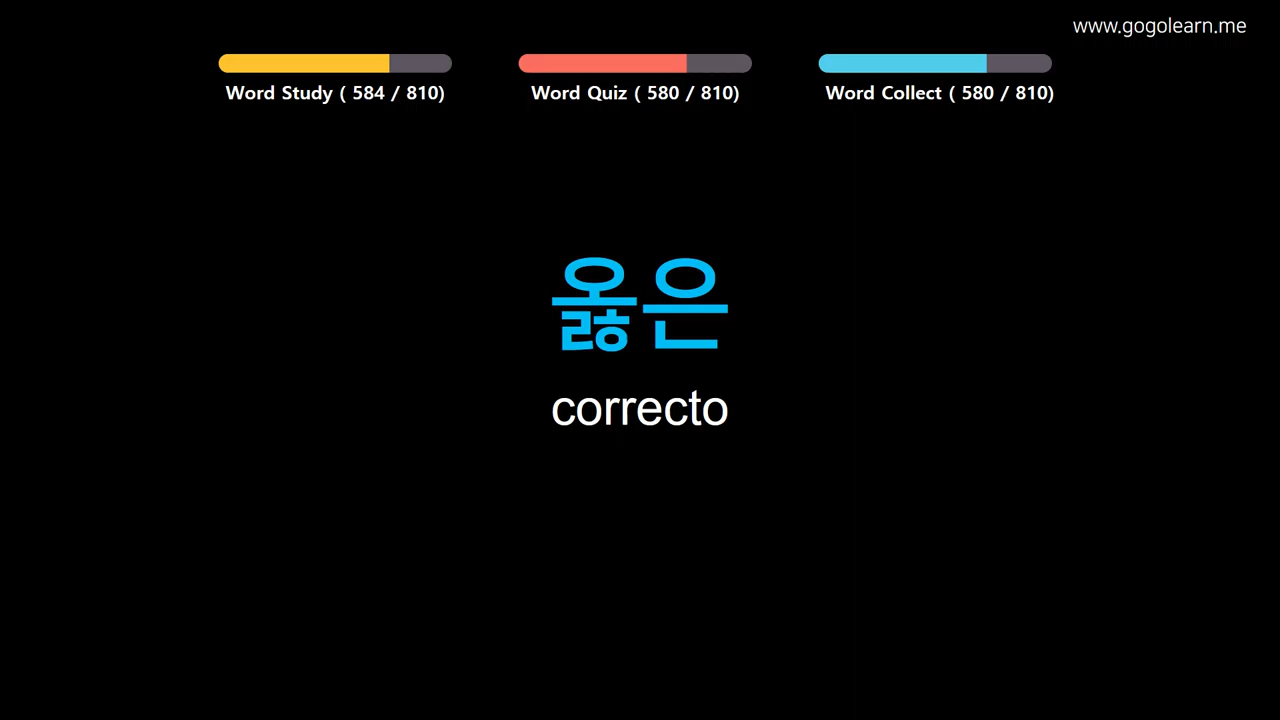 www.gogolearn.me
Word Study ( 584 / 810)
Word Quiz ( 580 / 810)
Word Collect ( 580 / 810)
옳은
correcto